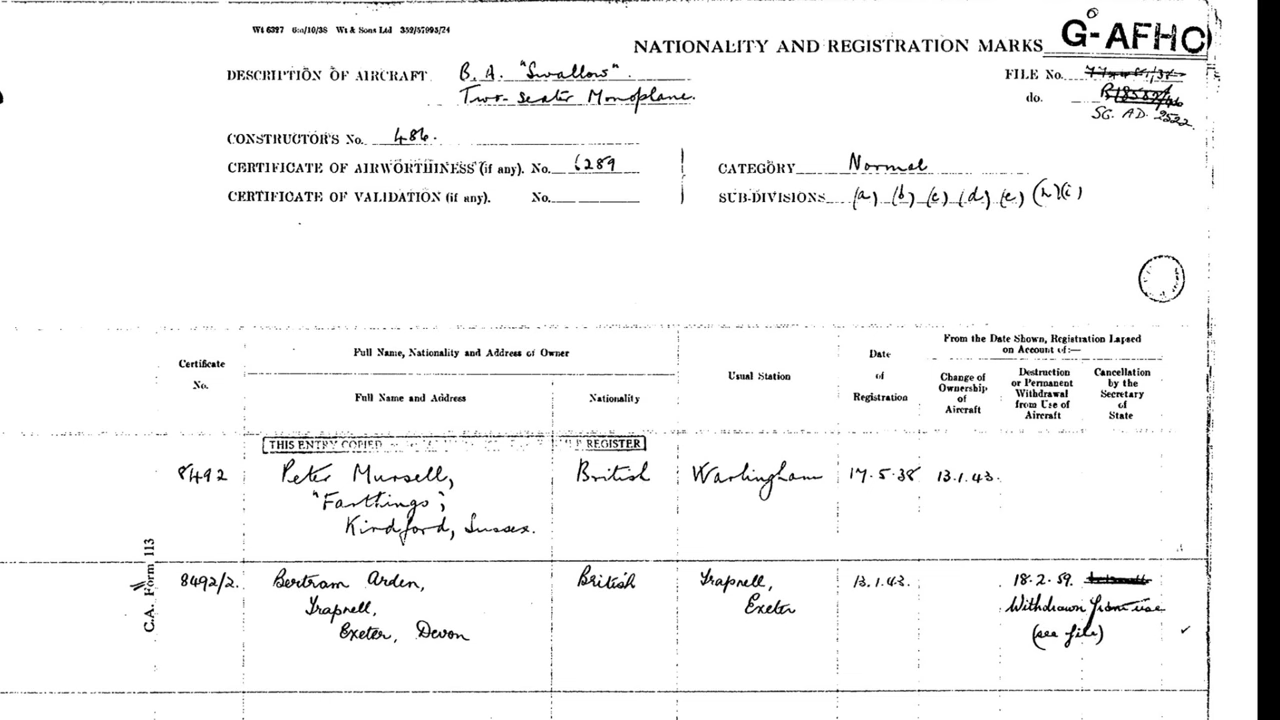 Wt 6327 6m/10/38 Wt & Sons Ltd 352/57093/24
NATIONALITY AND REGISTRATION MARKS G-AFHC
DESCRIPTION OF AIRCRAFT. B. A. "Swallow".
Two-seater Monoplane.
FILE No.
do.
SG. AD. 2522.
CONSTRUCTOR'S No. 486.
CERTIFICATE OF AIRWORTHINESS (if any). No. 6289
CATEGORY Normal
CERTIFICATE OF VALIDATION (if any). No.
SUB-DIVISIONS (a) (b) (c) (d) (e) (h) (i)
Certificate
No.
Full Name, Nationality and Address of Owner
Full Name and Address
Nationality
Usual Station
Date
of
Registration
From the Date Shown, Registration Lapsed
on Account of:—
Change of
Ownership
of
Aircraft
Destruction
or Permanent
Withdrawal
from Use of
Aircraft
Cancellation
by the
Secretary
of
State
THIS ENTRY COPIED REGISTER
8492 Peter Mursell, British Warlingham 17.5.38 13.1.43.
"Farthings",
Kirdford, Sussex.
8492/2. Bertram Arden, British Trapnell, 13.1.43. 18.2.59.
Trapnell, Exeter Withdrawn from use
Exeter, Devon (see file)
C.A. Form 113